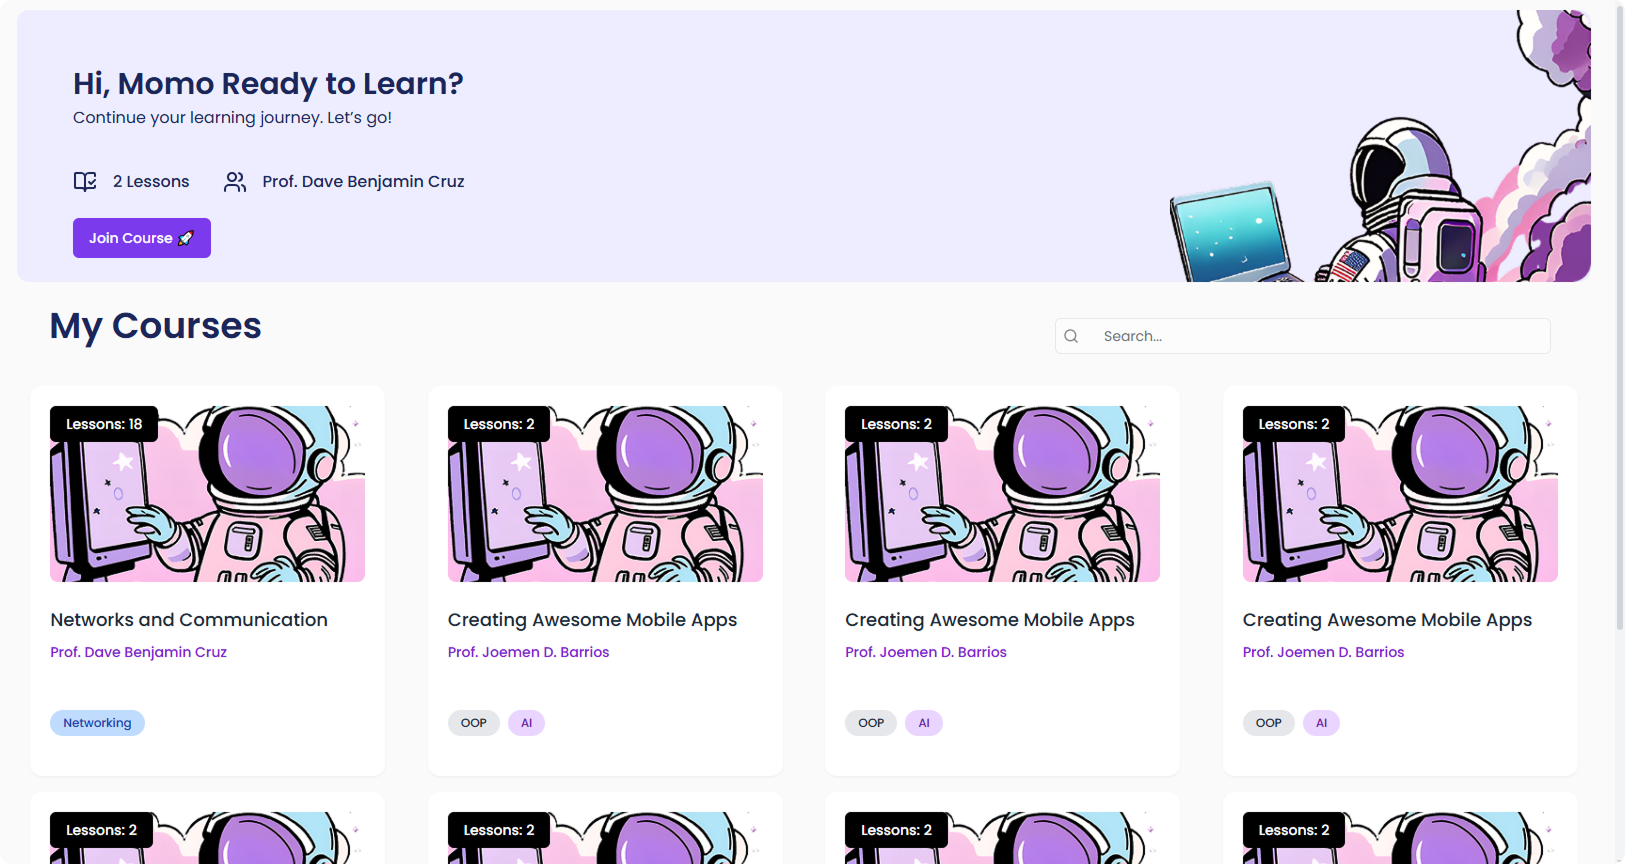 Hi, Momo Ready to Learn?
Continue your learning journey. Let’s go!
2 Lessons
Prof. Dave Benjamin Cruz
Join Course 🚀
My Courses
Search...
Lessons: 18
Networks and Communication
Prof. Dave Benjamin Cruz
Networking
Lessons: 2
Creating Awesome Mobile Apps
Prof. Joemen D. Barrios
OOP AI
Lessons: 2
Creating Awesome Mobile Apps
Prof. Joemen D. Barrios
OOP AI
Lessons: 2
Creating Awesome Mobile Apps
Prof. Joemen D. Barrios
OOP AI
Lessons: 2
Lessons: 2
Lessons: 2
Lessons: 2